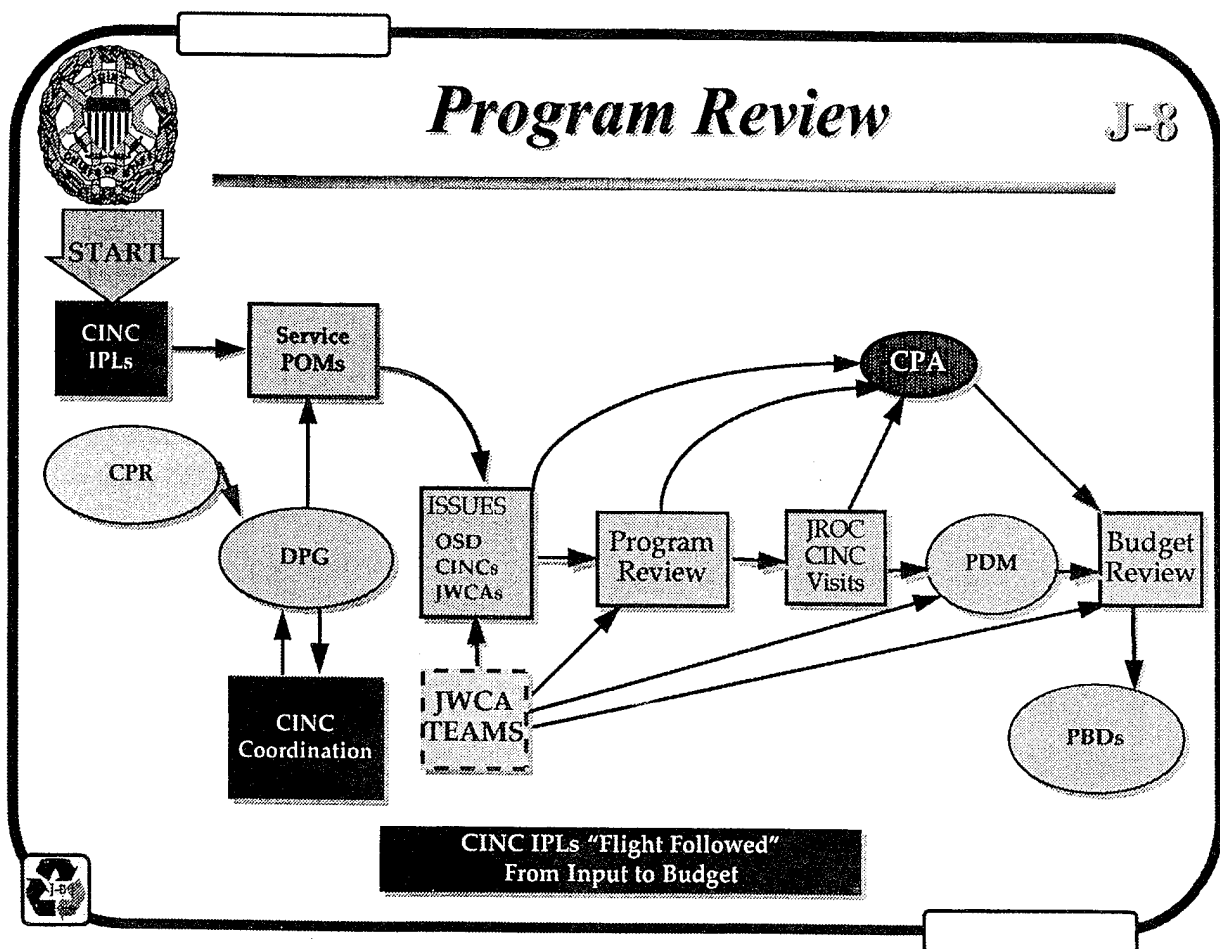 Program Review
J-8
START
CINC
IPLs
Service
POMs
CPA
CPR
DPG
ISSUES
OSD
CINCs
JWCAs
Program
Review
JROC
CINC
Visits
PDM
Budget
Review
CINC
Coordination
JWCA
TEAMS
PBDs
CINC IPLs “Flight Followed”
From Input to Budget
J-8